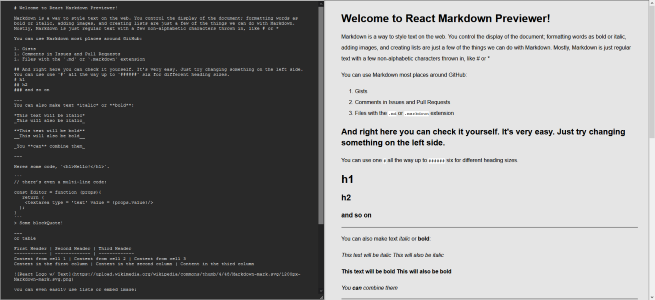 # Welcome to React Markdown Previewer!
Markdown is a way to style text on the web. You control the display of the document; formatting words as
bold or italic, adding images, and creating lists are just a few of the things we can do with Markdown.
Mostly, Markdown is just regular text with a few non-alphabetic characters thrown in, like # or *
You can use Markdown most places around GitHub:
1. Gists
1. Comments in Issues and Pull Requests
1. Files with the `.md` or `.markdown` extension
## And right here you can check it yourself. It's very easy. Just try changing something on the left side.
You can use one `#` all the way up to `######` six for different heading sizes.
# h1
## h2
### and so on
---
You can also make text *italic* or **bold**:
*This text will be italic*
_This will also be italic_
**This text will be bold**
__This will also be bold__
_You **can** combine them_
---
Heres some code, `<h1>Hello!</h1>`.
```
// there's even a multi-line code!
const Editor = function (props){
return (
<textarea type = 'text' value = {props.value}/>
);
}
```
> Some blockQuote!
---
or table
First Header | Second Header | Third Header
------------ | ------------- | -------------
Content from cell 1 | Content from cell 2 | Content from cell 3
Content in the first column | Content in the second column | Content in the third column
![React Logo w/ Text](https://upload.wikimedia.org/wikipedia/commons/thumb/4/48/Markdown-mark.svg/1200px-
Markdown-mark.svg.png)
You can even easily use lists or embed image:
Welcome to React Markdown Previewer!
Markdown is a way to style text on the web. You control the display of the document; formatting words as bold or italic,
adding images, and creating lists are just a few of the things we can do with Markdown. Mostly, Markdown is just regular
text with a few non-alphabetic characters thrown in, like # or *
You can use Markdown most places around GitHub:
1. Gists
2. Comments in Issues and Pull Requests
3. Files with the .md or .markdown extension
And right here you can check it yourself. It's very easy. Just try changing
something on the left side.
You can use one # all the way up to ###### six for different heading sizes.
h1
h2
and so on
You can also make text italic or bold:
This text will be italic This will also be italic
This text will be bold This will also be bold
You can combine them